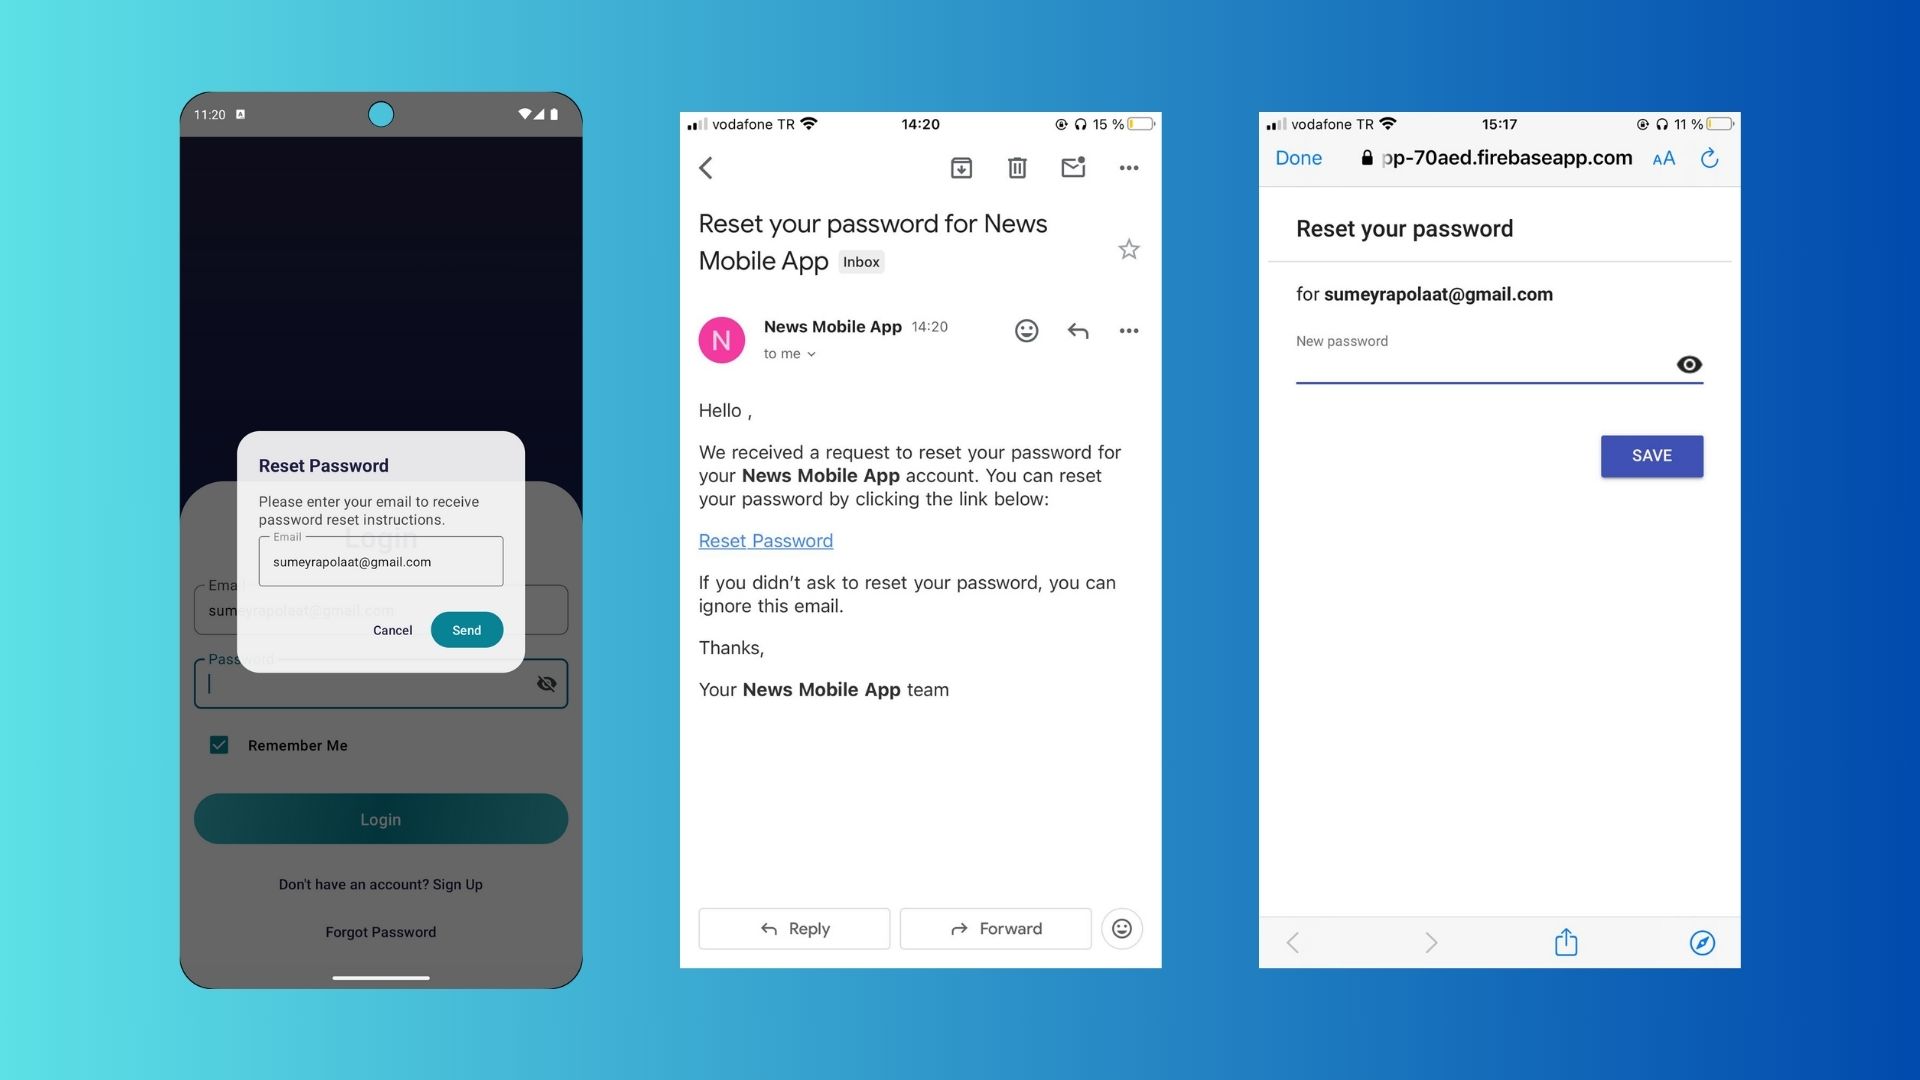 11:20
Reset Password
Please enter your email to receive
password reset instructions.
Email
sumeyrapolaat@gmail.com
Cancel
Send
Login
Email
sumeyrapolaat@gmail.com
Password
Remember Me
Login
Don't have an account? Sign Up
Forgot Password
vodafone TR
14:20
15 %
Reset your password for News
Mobile App Inbox
N
News Mobile App 14:20
to me
Hello ,
We received a request to reset your password for
your News Mobile App account. You can reset
your password by clicking the link below:
Reset Password
If you didn't ask to reset your password, you can
ignore this email.
Thanks,
Your News Mobile App team
Reply
Forward
vodafone TR
15:17
11 %
Done
pp-70aed.firebaseapp.com
AA
Reset your password
for sumeyrapolaat@gmail.com
New password
SAVE